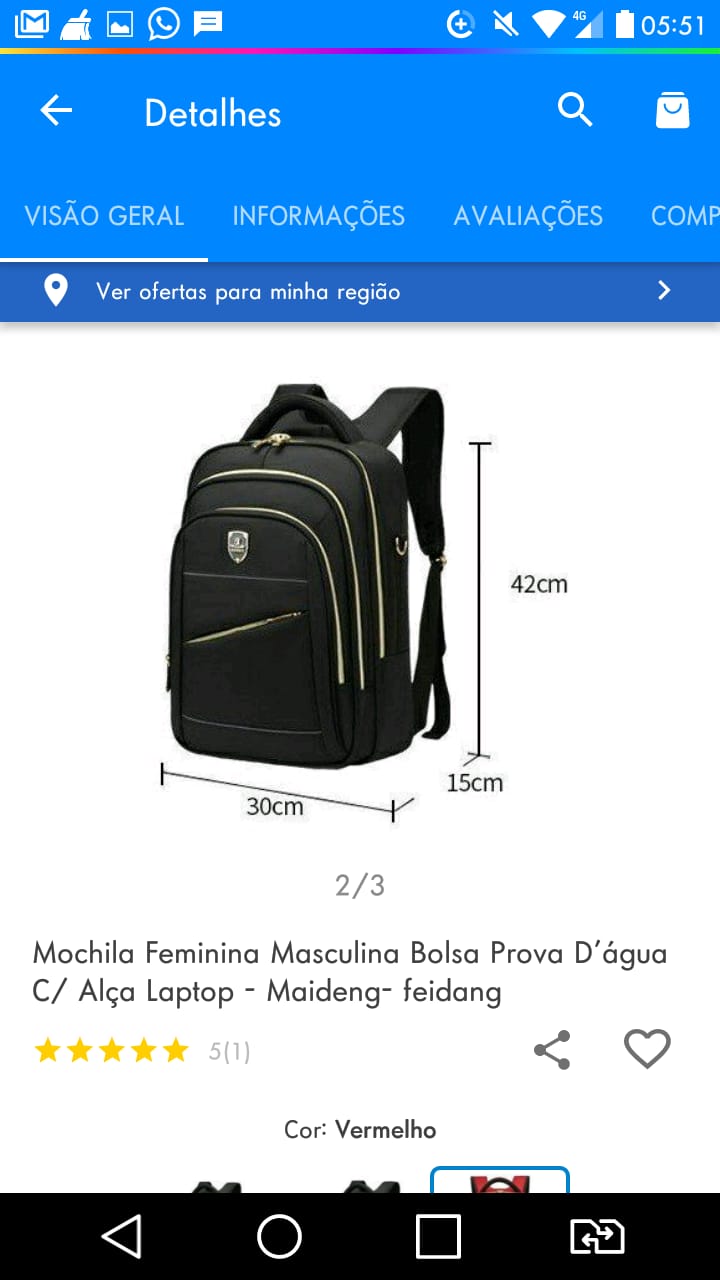 4G 05:51
Detalhes
VISÃO GERAL INFORMAÇÕES AVALIAÇÕES COMP
Ver ofertas para minha região
42cm
15cm
30cm
2/3
Mochila Feminina Masculina Bolsa Prova D'água
C/ Alça Laptop - Maideng- feidang
5(1)
Cor: Vermelho